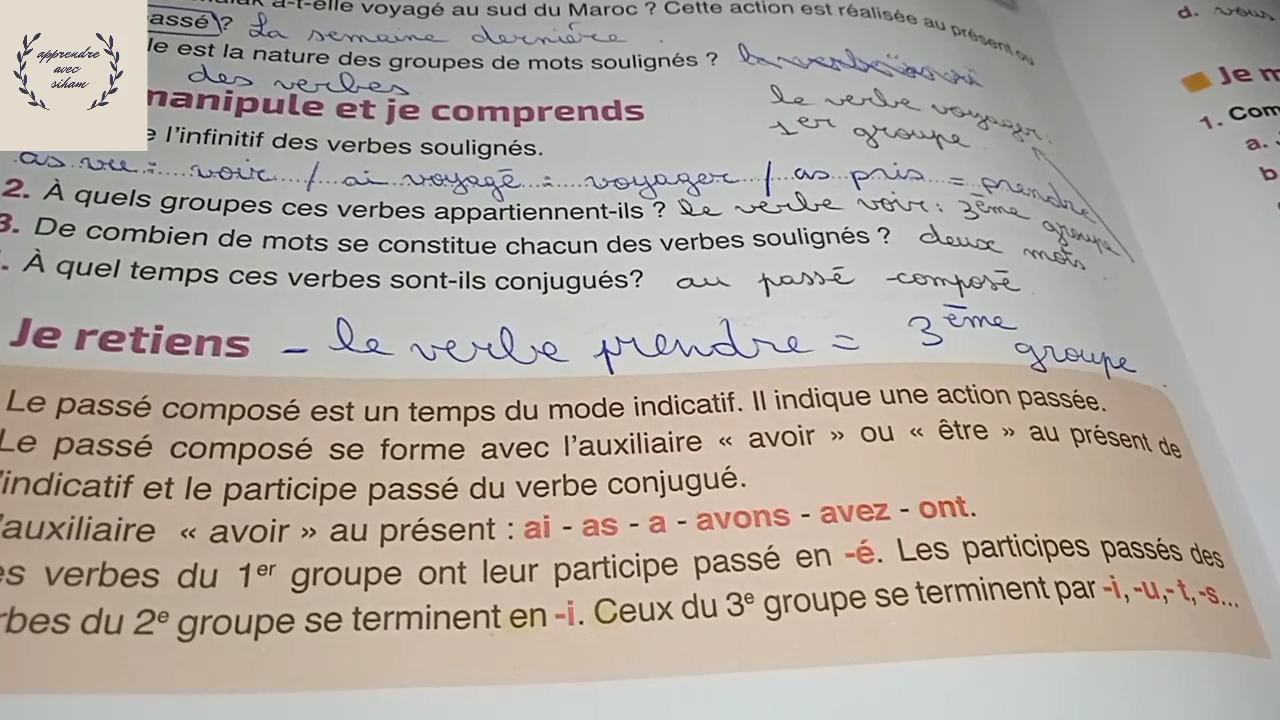 apprendre
avec
siham
a-t-elle voyagé au sud du Maroc ? Cette action est réalisée au présent ou
assé ? La semaine dernière .
le est la nature des groupes de mots soulignés ?
des verbes
manipule et je comprends
le verbe voyager :
1er groupe
e l'infinitif des verbes soulignés.
as vu : voir / ai voyagé : voyager / as pris = prendre
2. À quels groupes ces verbes appartiennent-ils ? le verbe voir : 3ème groupe
3. De combien de mots se constitue chacun des verbes soulignés ? deux mots .
. À quel temps ces verbes sont-ils conjugués? au passé composé
Je retiens - le verbe prendre = 3ème groupe .
Le passé composé est un temps du mode indicatif. Il indique une action passée.
Le passé composé se forme avec l'auxiliaire « avoir » ou « être » au présent de
l'indicatif et le participe passé du verbe conjugué.
'auxiliaire « avoir » au présent : ai - as - a - avons - avez - ont.
es verbes du 1er groupe ont leur participe passé en -é. Les participes passés des
rbes du 2e groupe se terminent en -i. Ceux du 3e groupe se terminent par -i,-u,-t,-s...
d. vous
Je m
1. Com
a.
b